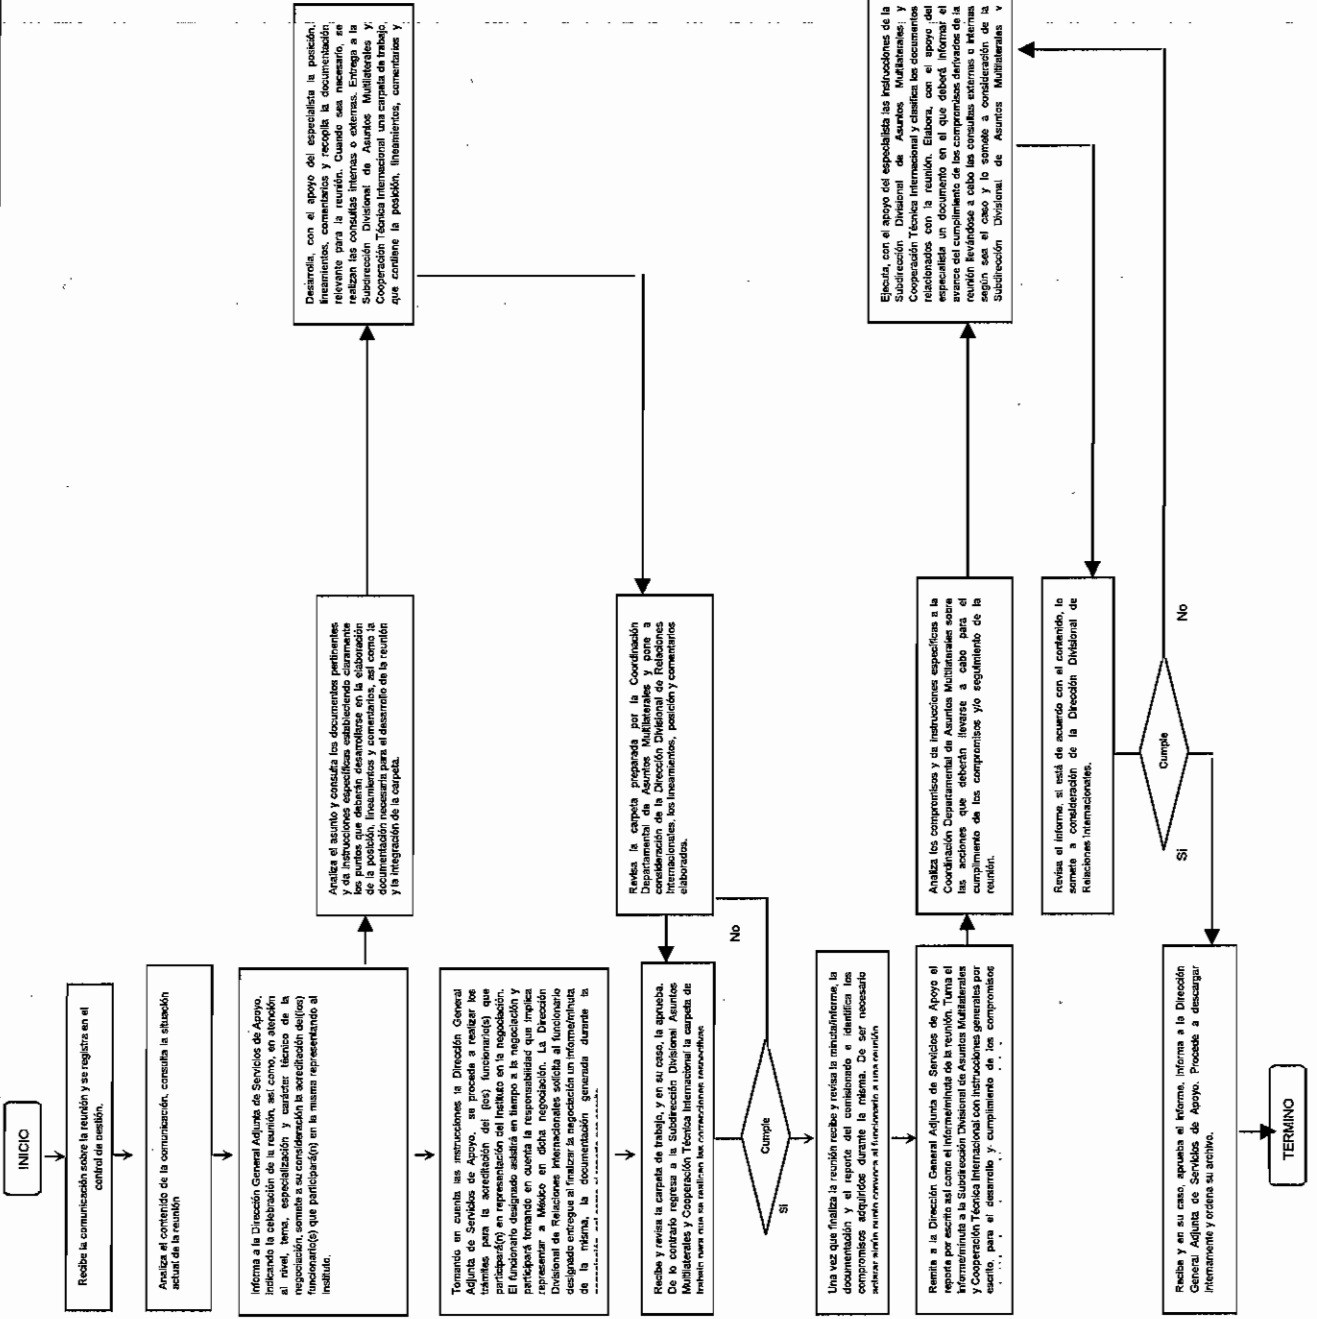 INICIO
Recibe la comunicación sobre la reunión y se registra en el
control de gestión.
Analiza el contenido de la comunicación, consulta la situación
actual de la reunión
Informa a la Dirección General Adjunta de Servicios de Apoyo,
indicando la celebración de la reunión, así como, en atención
al nivel, tema, especialización y carácter técnico de la
negociación, somete a su consideración la acreditación del(los)
funcionario(s) que participará(n) en la misma representando al
Instituto.
Analiza el asunto y consulta los documentos pertinentes
y da instrucciones específicas estableciendo claramente
los puntos que deberán desarrollarse en la elaboración
de la posición, lineamientos y comentarios, así como la
documentación necesaria para el desarrollo de la reunión
y la integración de la carpeta.
Desarrolla, con el apoyo del especialista la posición,
lineamientos, comentarios y recopila la documentación
relevante para la reunión. Cuando sea necesario, se
realizan las consultas internas o externas. Entrega a la
Subdirección Divisional de Asuntos Multilaterales y
Cooperación Técnica Internacional una carpeta de trabajo
que contiene la posición, lineamientos, comentarios y
Tomando en cuenta las instrucciones la Dirección General
Adjunta de Servicios de Apoyo, se procede a realizar los
trámites para la acreditación del (los) funcionario(s) que
participará(n) en representación del Instituto en la negociación.
El funcionario designado asistirá en tiempo a la negociación y
participará tomando en cuenta la responsabilidad que implica
representar a México en dicha negociación. La Dirección
Divisional de Relaciones Internacionales solicita al funcionario
designado entregue al finalizar la negociación un informe/minuta
de la misma, la documentación generada durante la
Revisa la carpeta preparada por la Coordinación
Departamental de Asuntos Multilaterales y pone a
consideración de la Dirección Divisional de Relaciones
Internacionales, los lineamientos, posición y comentarios
elaborados.
Recibe y revisa la carpeta de trabajo, y en su caso, la aprueba.
De lo contrario regresa a la Subdirección Divisional Asuntos
Multilaterales y Cooperación Técnica Internacional la carpeta de
trabajo para que se realicen las correcciones respectivas
No
Cumple
Si
Una vez que finaliza la reunión recibe y revisa la minuta/informe, la
documentación y el reporte del comisionado e identifica los
compromisos adquiridos durante la misma. De ser necesario
aclarar algún punto convoca al funcionario a una reunión
Remite a la Dirección General Adjunta de Servicios de Apoyo el
reporte por escrito así como el informe/minuta de la reunión. Turna el
informe/minuta a la Subdirección Divisional de Asuntos Multilaterales
y Cooperación Técnica Internacional con instrucciones generales por
escrito, para el desarrollo y cumplimiento de los compromisos
Analiza los compromisos y da instrucciones específicas a la
Coordinación Departamental de Asuntos Multilaterales sobre
las acciones que deberán llevarse a cabo para el
cumplimiento de los compromisos y/o seguimiento de la
reunión.
Ejecuta, con el apoyo del especialista las instrucciones de la
Subdirección Divisional de Asuntos Multilaterales y
Cooperación Técnica Internacional y clasifica los documentos
relacionados con la reunión. Elabora, con el apoyo del
especialista un documento en el que deberá informar el
avance del cumplimiento de los compromisos derivados de la
reunión llevándose a cabo las consultas externas o internas
según sea el caso y lo somete a consideración de la
Subdirección Divisional de Asuntos Multilaterales y
Revisa el informe, si está de acuerdo con el contenido, lo
somete a consideración de la Dirección Divisional de
Relaciones Internacionales.
No
Cumple
Si
Recibe y en su caso, aprueba el informe. Informa a la Dirección
General Adjunta de Servicios de Apoyo. Procede a descargar
internamente y ordena su archivo.
TERMINO